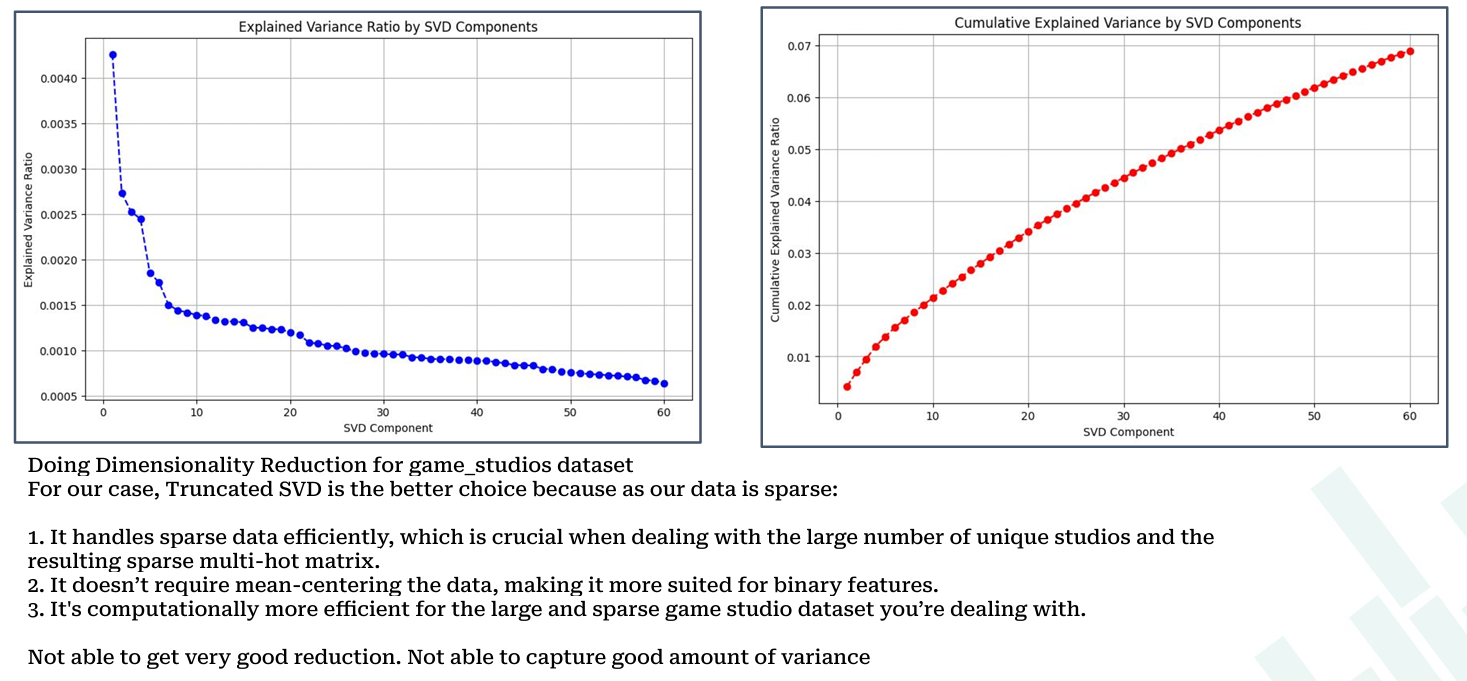 Explained Variance Ratio by SVD Components
Explained Variance Ratio
0.0040
0.0035
0.0030
0.0025
0.0020
0.0015
0.0010
0.0005
0 10 20 30 40 50 60
SVD Component
Cumulative Explained Variance by SVD Components
Cumulative Explained Variance Ratio
0.07
0.06
0.05
0.04
0.03
0.02
0.01
0 10 20 30 40 50 60
SVD Component
Doing Dimensionality Reduction for game_studios dataset
For our case, Truncated SVD is the better choice because as our data is sparse:
1. It handles sparse data efficiently, which is crucial when dealing with the large number of unique studios and the
resulting sparse multi-hot matrix.
2. It doesn’t require mean-centering the data, making it more suited for binary features.
3. It's computationally more efficient for the large and sparse game studio dataset you’re dealing with.
Not able to get very good reduction. Not able to capture good amount of variance